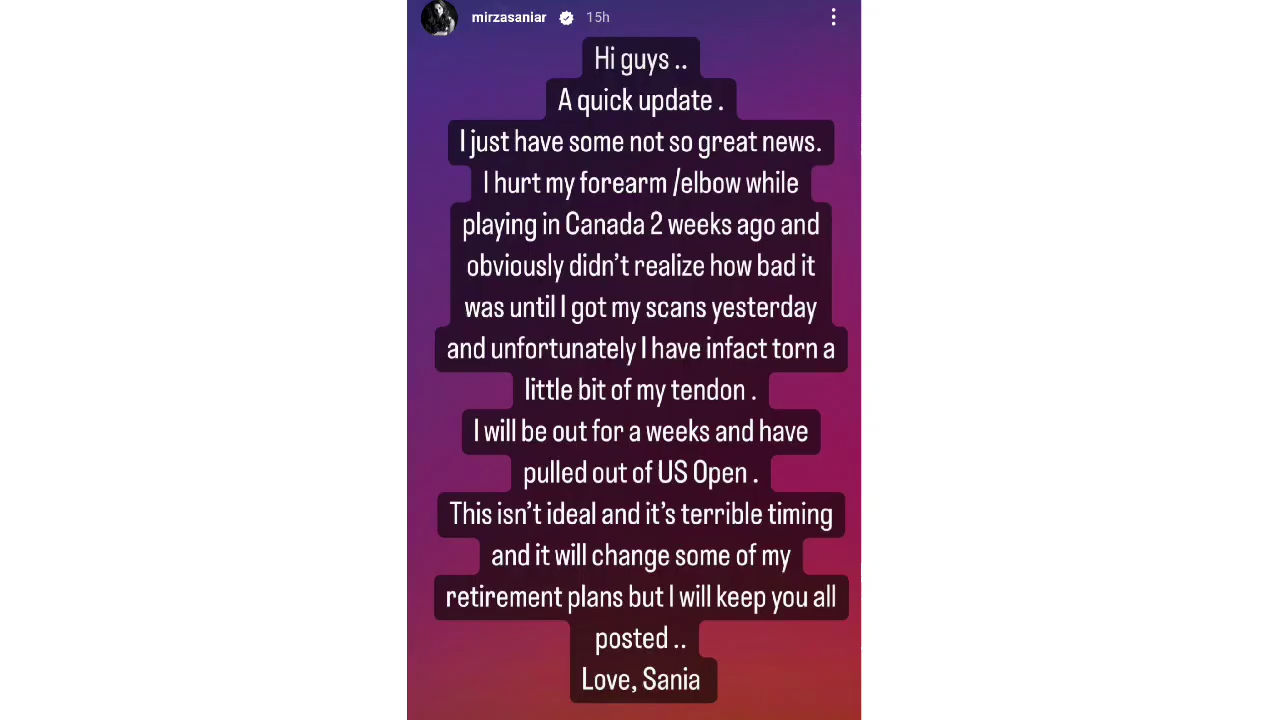 mirzasaniar 15h
Hi guys ..
A quick update .
I just have some not so great news.
I hurt my forearm /elbow while
playing in Canada 2 weeks ago and
obviously didn't realize how bad it
was until I got my scans yesterday
and unfortunately I have infact torn a
little bit of my tendon .
I will be out for a weeks and have
pulled out of US Open .
This isn't ideal and it's terrible timing
and it will change some of my
retirement plans but I will keep you all
posted ..
Love, Sania